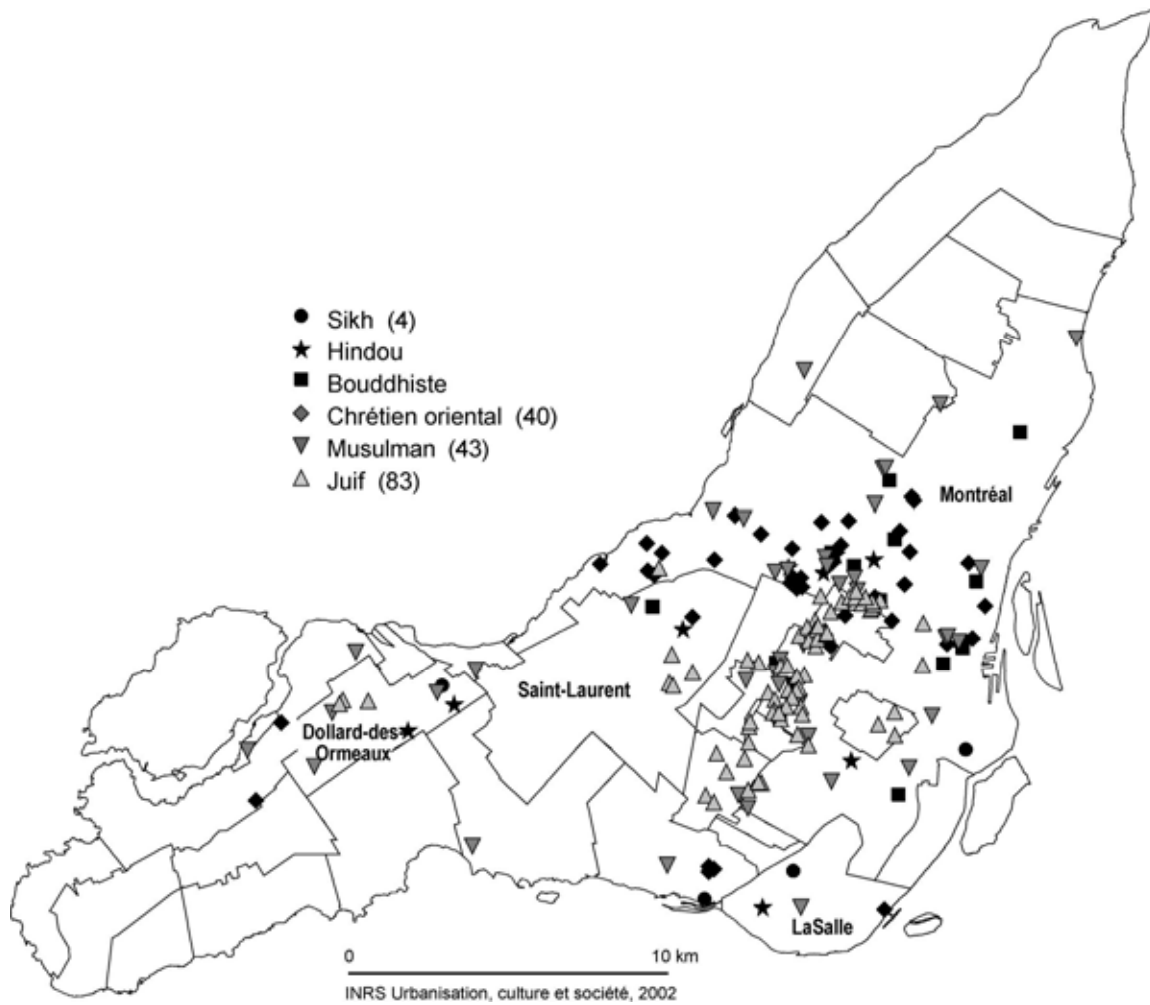 Sikh (4)
Hindou
Bouddhiste
Chrétien oriental (40)
Musulman (43)
Juif (83)
Montréal
Saint-Laurent
Dollard-des
Ormeaux
LaSalle
0 10 km
INRS Urbanisation, culture et société, 2002